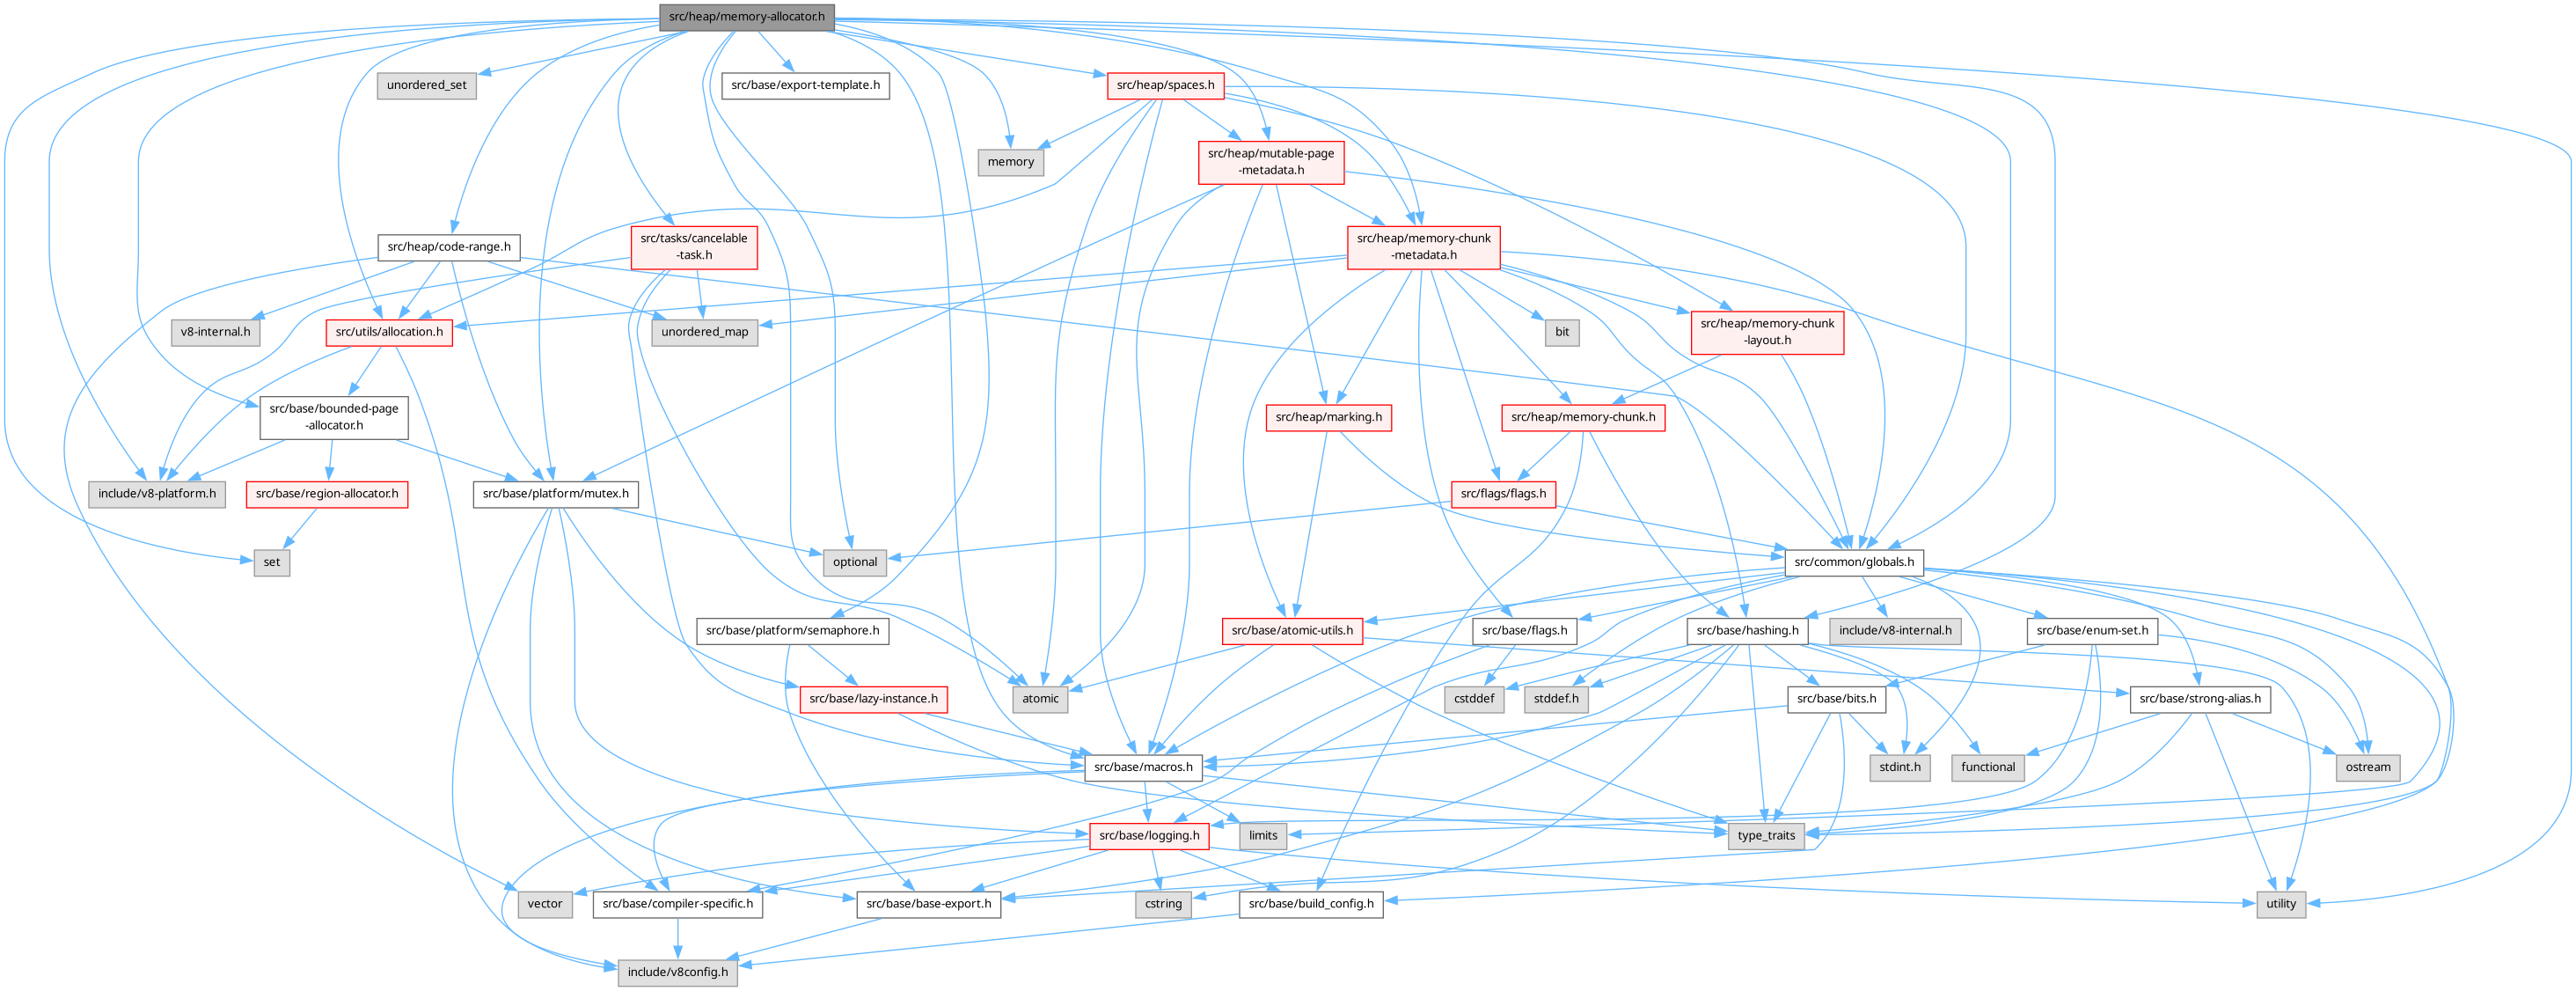 src/heap/memory-allocator.h
unordered_set
src/base/export-template.h
src/heap/spaces.h
memory
src/heap/mutable-page
-metadata.h
src/heap/code-range.h
src/tasks/cancelable
-task.h
src/heap/memory-chunk
-metadata.h
v8-internal.h
src/utils/allocation.h
unordered_map
bit
src/heap/memory-chunk
-layout.h
src/base/bounded-page
-allocator.h
src/heap/marking.h
src/heap/memory-chunk.h
include/v8-platform.h
src/base/region-allocator.h
src/base/platform/mutex.h
src/flags/flags.h
set
optional
src/common/globals.h
src/base/platform/semaphore.h
src/base/atomic-utils.h
src/base/flags.h
src/base/hashing.h
include/v8-internal.h
src/base/enum-set.h
src/base/lazy-instance.h
atomic
cstddef
stddef.h
src/base/bits.h
src/base/strong-alias.h
src/base/macros.h
stdint.h
functional
ostream
src/base/logging.h
limits
type_traits
vector
src/base/compiler-specific.h
src/base/base-export.h
cstring
src/base/build_config.h
utility
include/v8config.h